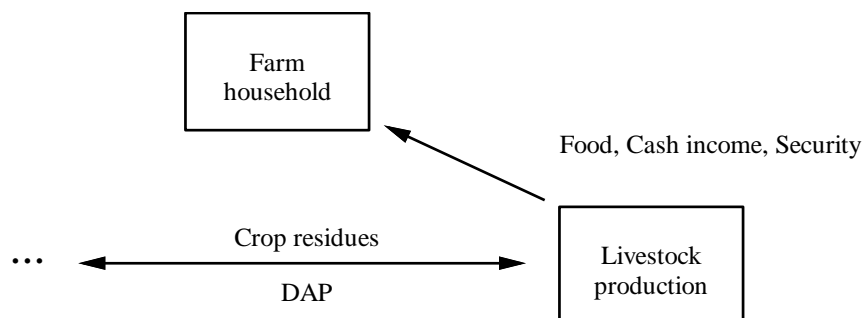 Farm
household
Food, Cash income, Security
...
Crop residues
DAP
Livestock
production